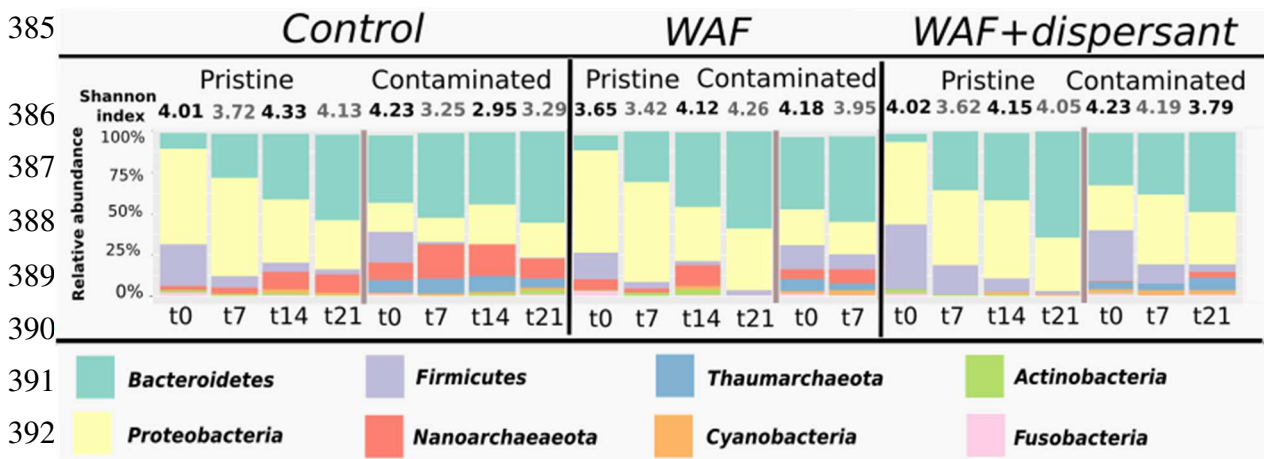 385
Control WAF WAF+dispersant
Pristine Contaminated Pristine Contaminated Pristine Contaminated
386
Shannon index 4.01 3.72 4.33 4.13 4.23 3.25 2.95 3.29 3.65 3.42 4.12 4.26 4.18 3.95 4.02 3.62 4.15 4.05 4.23 4.19 3.79
Relative abundance
100%
387
75%
388
50%
25%
389
0%
390
t0 t7 t14 t21 t0 t7 t14 t21 t0 t7 t14 t21 t0 t7 t0 t7 t14 t21 t0 t7 t21
391
Bacteroidetes Firmicutes Thaumarchaeota Actinobacteria
392
Proteobacteria Nanoarchaeaeota Cyanobacteria Fusobacteria